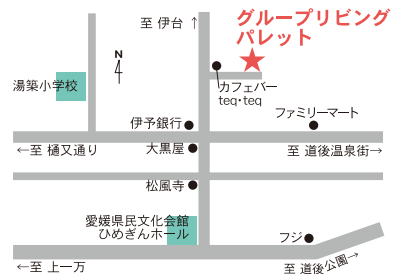 至 伊台 ↑
グループリビング
パレット
N
湯築小学校
カフェバー
teq・teq
ファミリーマート
伊予銀行
←至 樋又通り
大黒屋
至 道後温泉街→
松風寺
愛媛県民文化会館
ひめぎんホール
フジ
←至 上一万
至 道後公園→